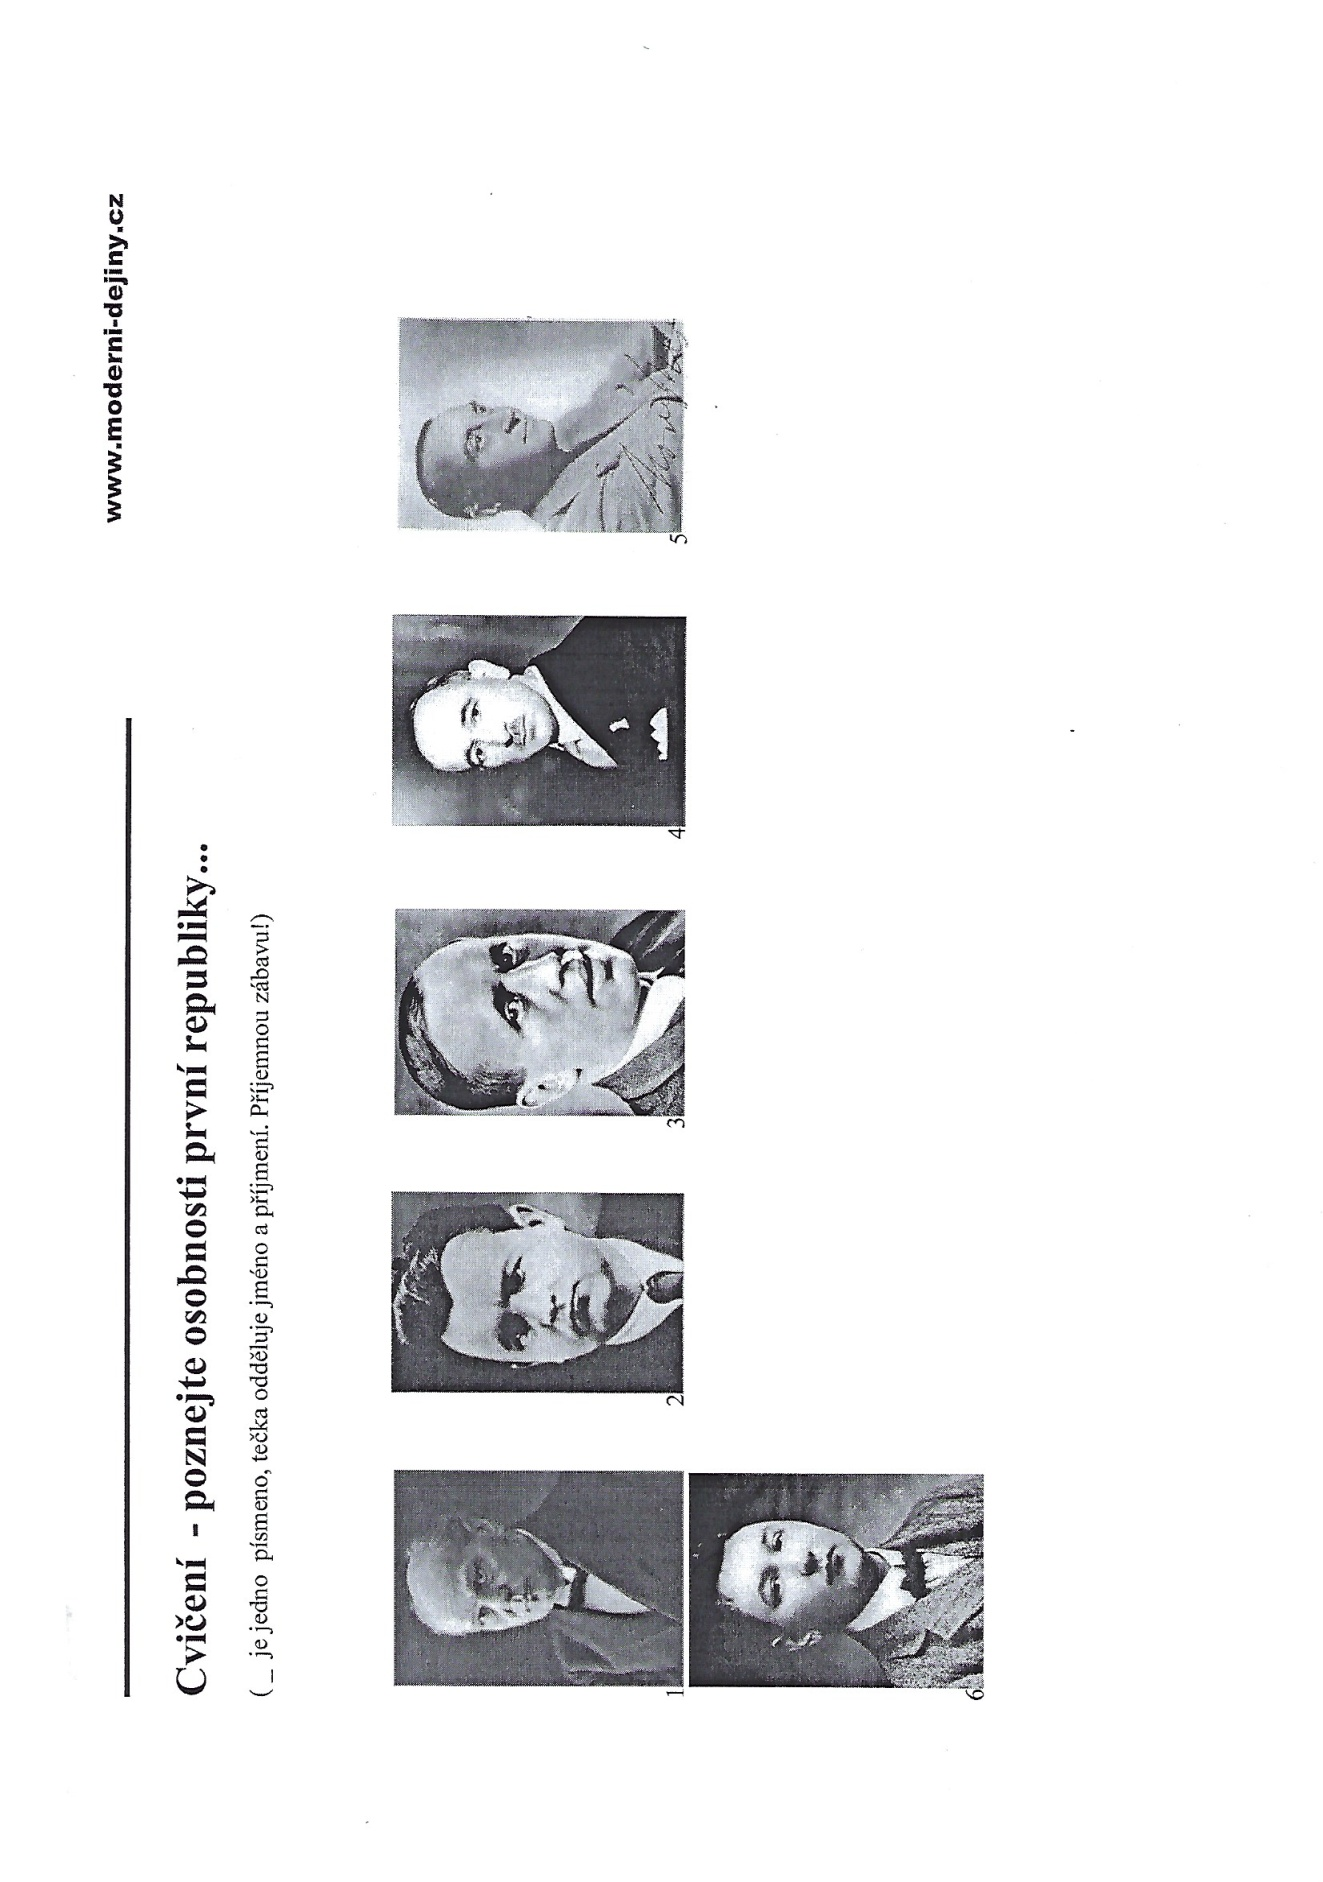 www.moderni-dejiny.cz
Cvičení - poznejte osobnosti první republiky...
( _ je jedno písmeno, tečka odděluje jméno a příjmení. Příjemnou zábavu!)
1
2
3
4
5
6